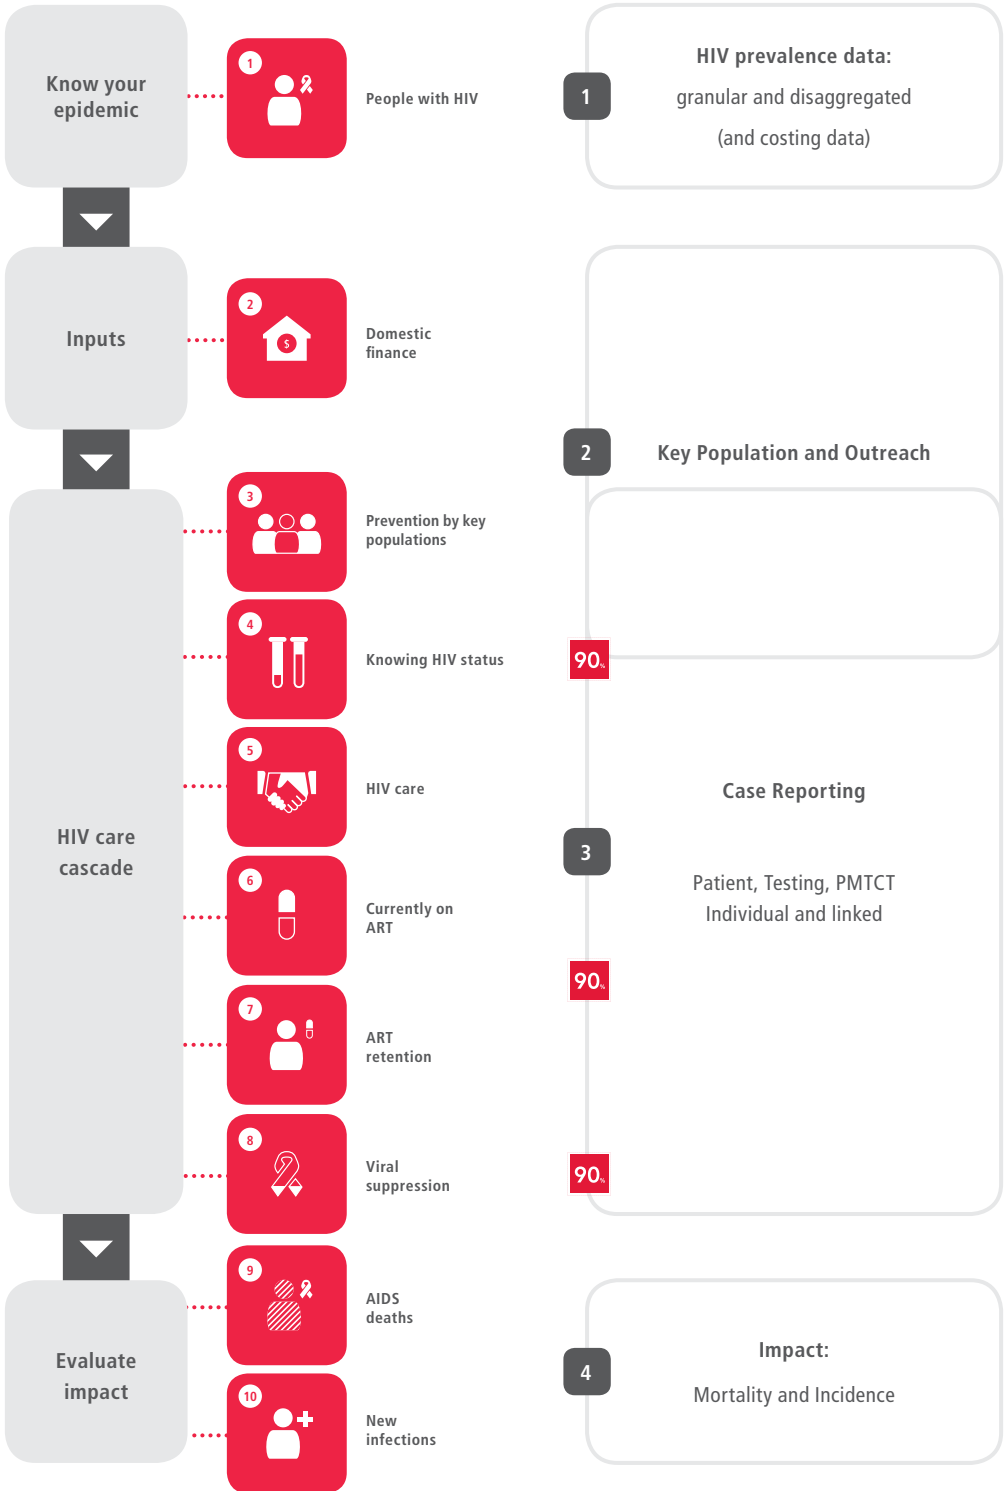 Know your
epidemic
1
People with HIV
1
HIV prevalence data:
granular and disaggregated
(and costing data)
Inputs
2
$
Domestic
finance
2
Key Population and Outreach
HIV care
cascade
3
Prevention by key
populations
4
Knowing HIV status
90%
5
HIV care
3
Case Reporting
Patient, Testing, PMTCT
Individual and linked
6
Currently on
ART
90%
7
ART
retention
8
Viral
suppression
90%
Evaluate
impact
9
AIDS
deaths
10
New
infections
4
Impact:
Mortality and Incidence